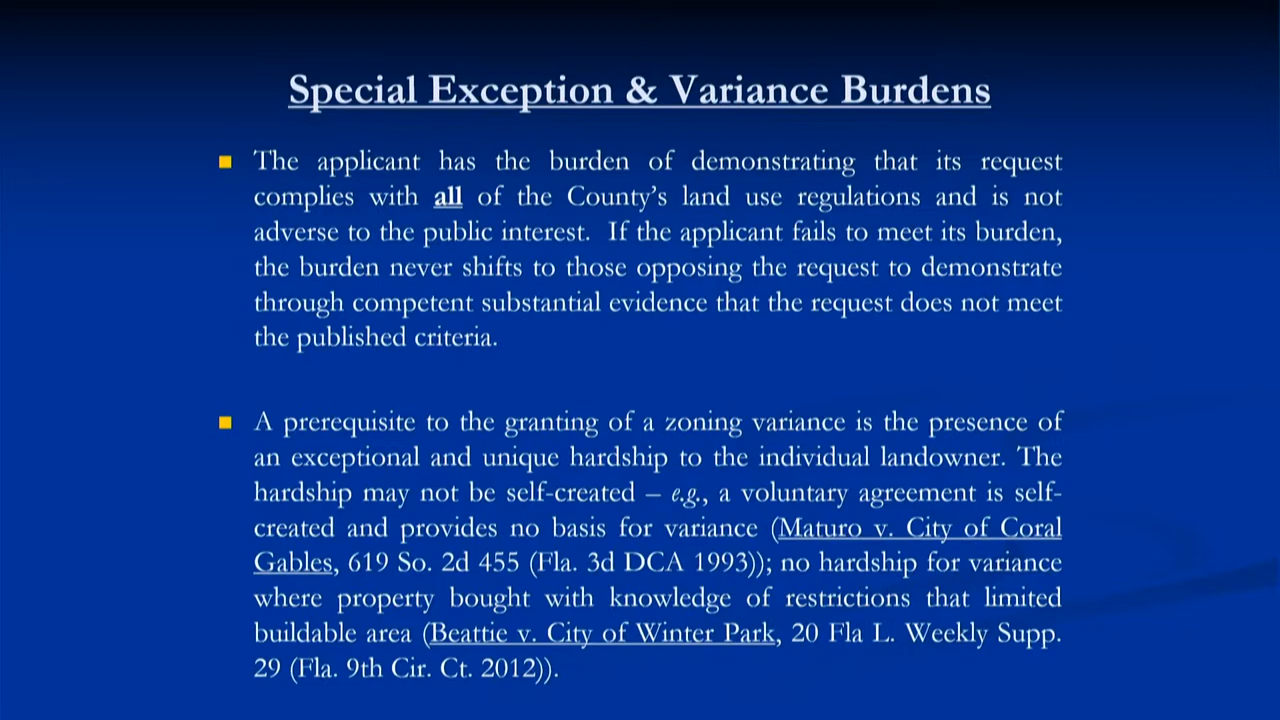 Special Exception & Variance Burdens
The applicant has the burden of demonstrating that its request
complies with all of the County’s land use regulations and is not
adverse to the public interest.  If the applicant fails to meet its burden,
the burden never shifts to those opposing the request to demonstrate
through competent substantial evidence that the request does not meet
the published criteria.
A prerequisite to the granting of a zoning variance is the presence of
an exceptional and unique hardship to the individual landowner. The
hardship may not be self-created – e.g., a voluntary agreement is self-
created and provides no basis for variance (Maturo v. City of Coral
Gables, 619 So. 2d 455 (Fla. 3d DCA 1993)); no hardship for variance
where property bought with knowledge of restrictions that limited
buildable area (Beattie v. City of Winter Park, 20 Fla L. Weekly Supp.
29 (Fla. 9th Cir. Ct. 2012)).